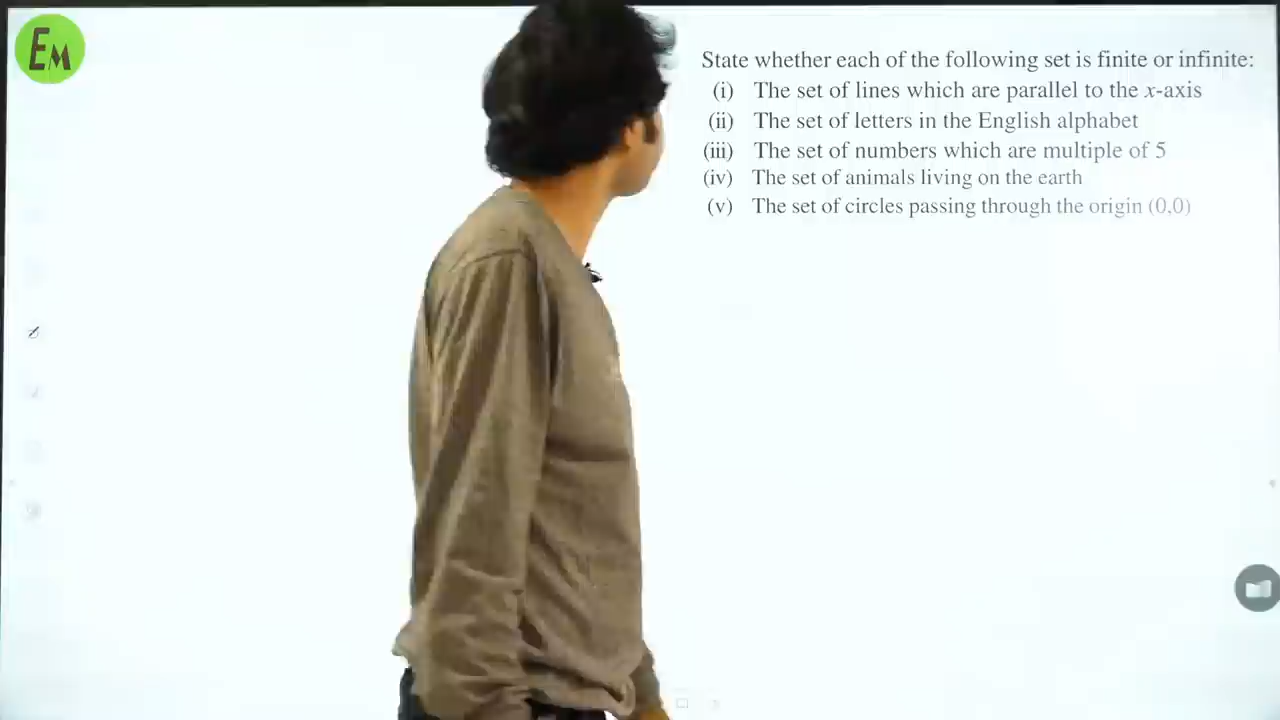 EM
State whether each of the following set is finite or infinite:
(i) The set of lines which are parallel to the x-axis
(ii) The set of letters in the English alphabet
(iii) The set of numbers which are multiple of 5
(iv) The set of animals living on the earth
(v) The set of circles passing through the origin (0,0)